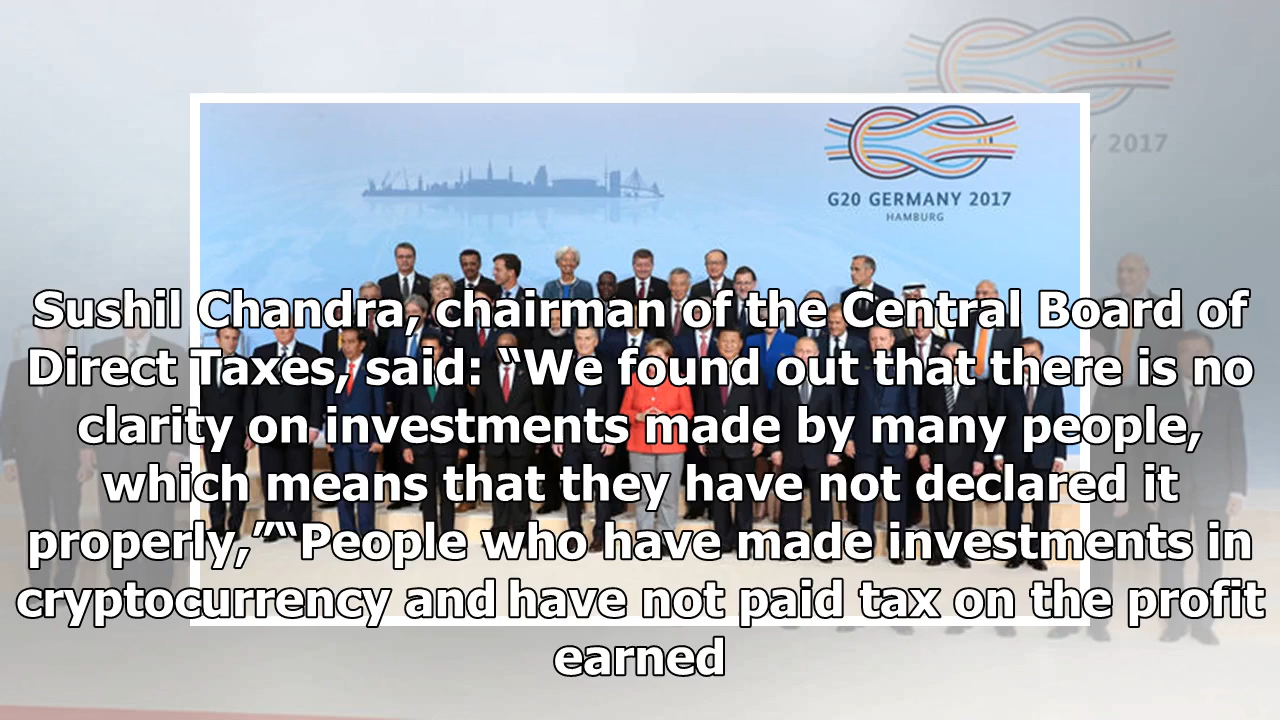 Y 2017
G20 GERMANY 2017
HAMBURG
Sushil Chandra, chairman of the Central Board of
Direct Taxes, said: “We found out that there is no
clarity on investments made by many people,
which means that they have not declared it
properly,”“People who have made investments in
cryptocurrency and have not paid tax on the profit
earned